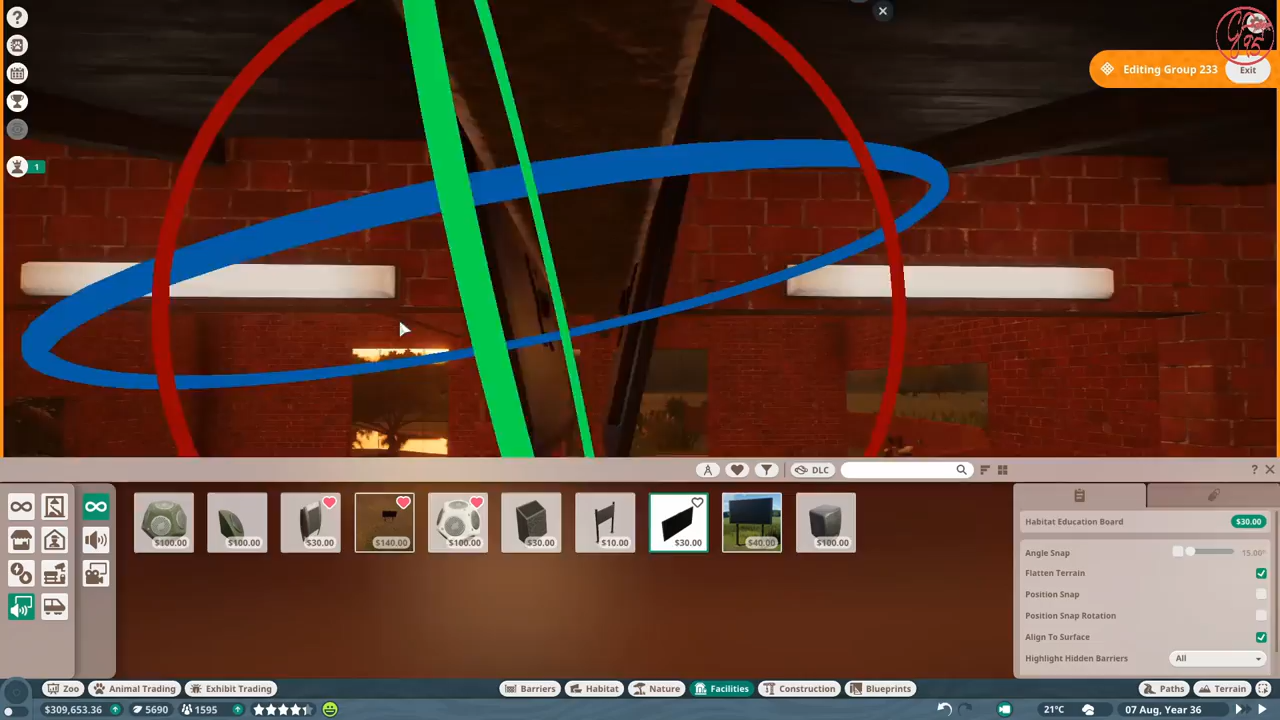 ?
Editing Group 233
Exit
1
DLC
?
$100.00
$100.00
$30.00
$140.00
$100.00
$30.00
$10.00
$30.00
$40.00
$100.00
Habitat Education Board
$30.00
Angle Snap
15.00°
Flatten Terrain
Position Snap
Position Snap Rotation
Align To Surface
Highlight Hidden Barriers
All
Zoo
Animal Trading
Exhibit Trading
Barriers
Habitat
Nature
Facilities
Construction
Blueprints
Paths
Terrain
$309,653.36
5690
1595
21°C
07 Aug, Year 36